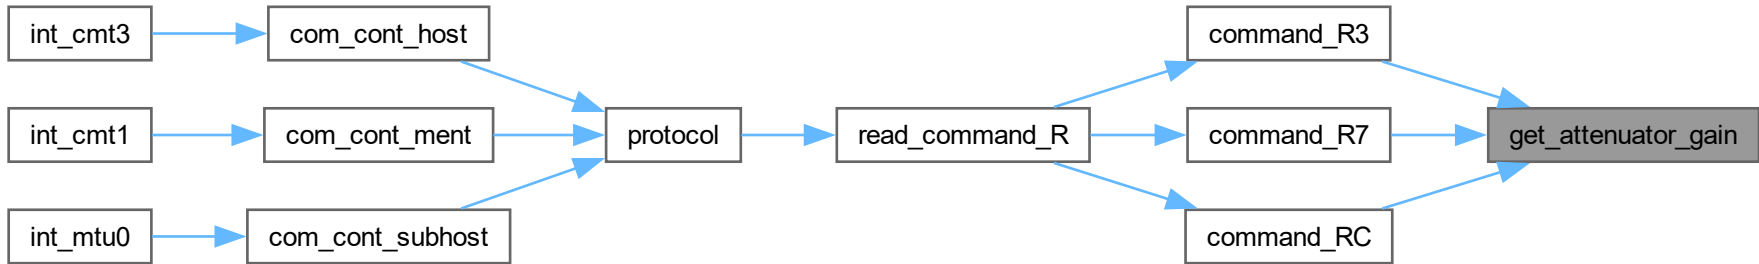 int_cmt3
com_cont_host
command_R3
int_cmt1
com_cont_ment
protocol
read_command_R
command_R7
get_attenuator_gain
int_mtu0
com_cont_subhost
command_RC